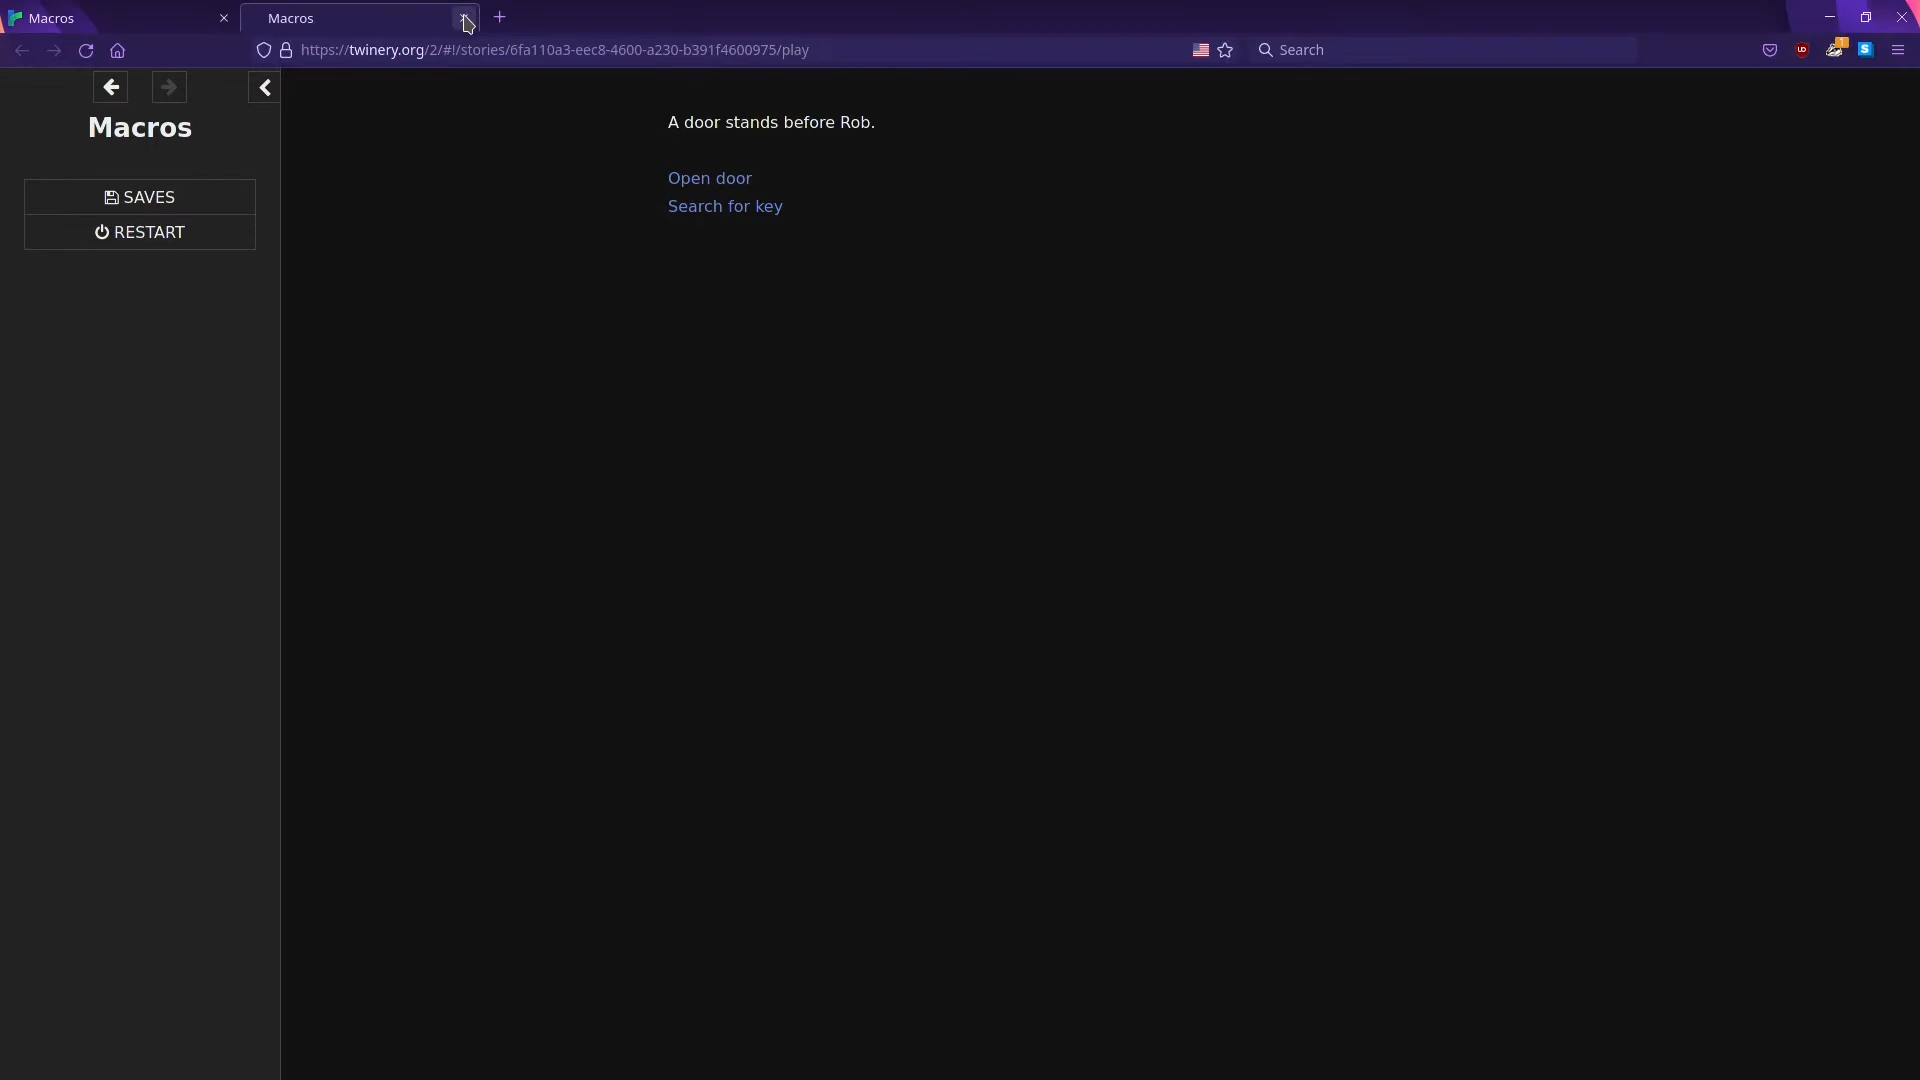 Macros
Macros
https://twinery.org/2/#!/stories/6fa110a3-eec8-4600-a230-b391f4600975/play
Search
Macros
SAVES
RESTART
A door stands before Rob.
Open door
Search for key